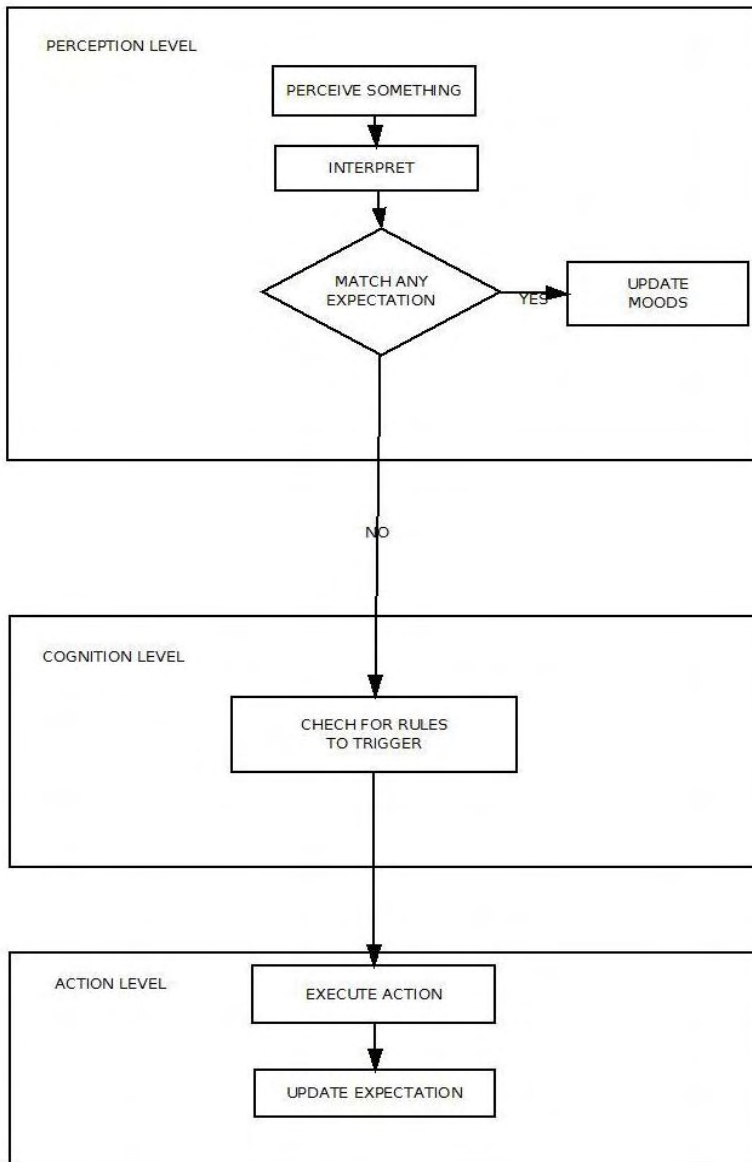 PERCEPTION LEVEL
PERCEIVE SOMETHING
INTERPRET
MATCH ANY
EXPECTATION
YES
UPDATE
MOODS
NO
COGNITION LEVEL
CHECH FOR RULES
TO TRIGGER
ACTION LEVEL
EXECUTE ACTION
UPDATE EXPECTATION